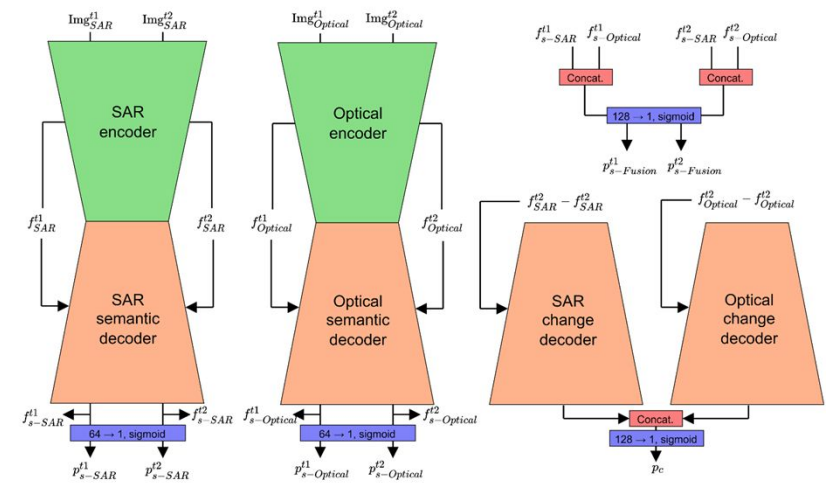 Img^{t1}_{SAR} Img^{t2}_{SAR}
SAR
encoder
f^{t1}_{SAR} f^{t2}_{SAR}
SAR
semantic
decoder
f^{t1}_{s-SAR} f^{t2}_{s-SAR}
64 → 1, sigmoid
p^{t1}_{s-SAR} p^{t2}_{s-SAR}
Img^{t1}_{Optical} Img^{t2}_{Optical}
Optical
encoder
f^{t1}_{Optical} f^{t2}_{Optical}
Optical
semantic
decoder
f^{t1}_{s-Optical} f^{t2}_{s-Optical}
64 → 1, sigmoid
p^{t1}_{s-Optical} p^{t2}_{s-Optical}
f^{t1}_{s-SAR} f^{t1}_{s-Optical} f^{t2}_{s-SAR} f^{t2}_{s-Optical}
Concat. Concat.
128 → 1, sigmoid
p^{t1}_{s-Fusion} p^{t2}_{s-Fusion}
f^{t2}_{SAR} - f^{t2}_{SAR}
SAR
change
decoder
f^{t2}_{Optical} - f^{t2}_{Optical}
Optical
change
decoder
Concat.
128 → 1, sigmoid
p_c